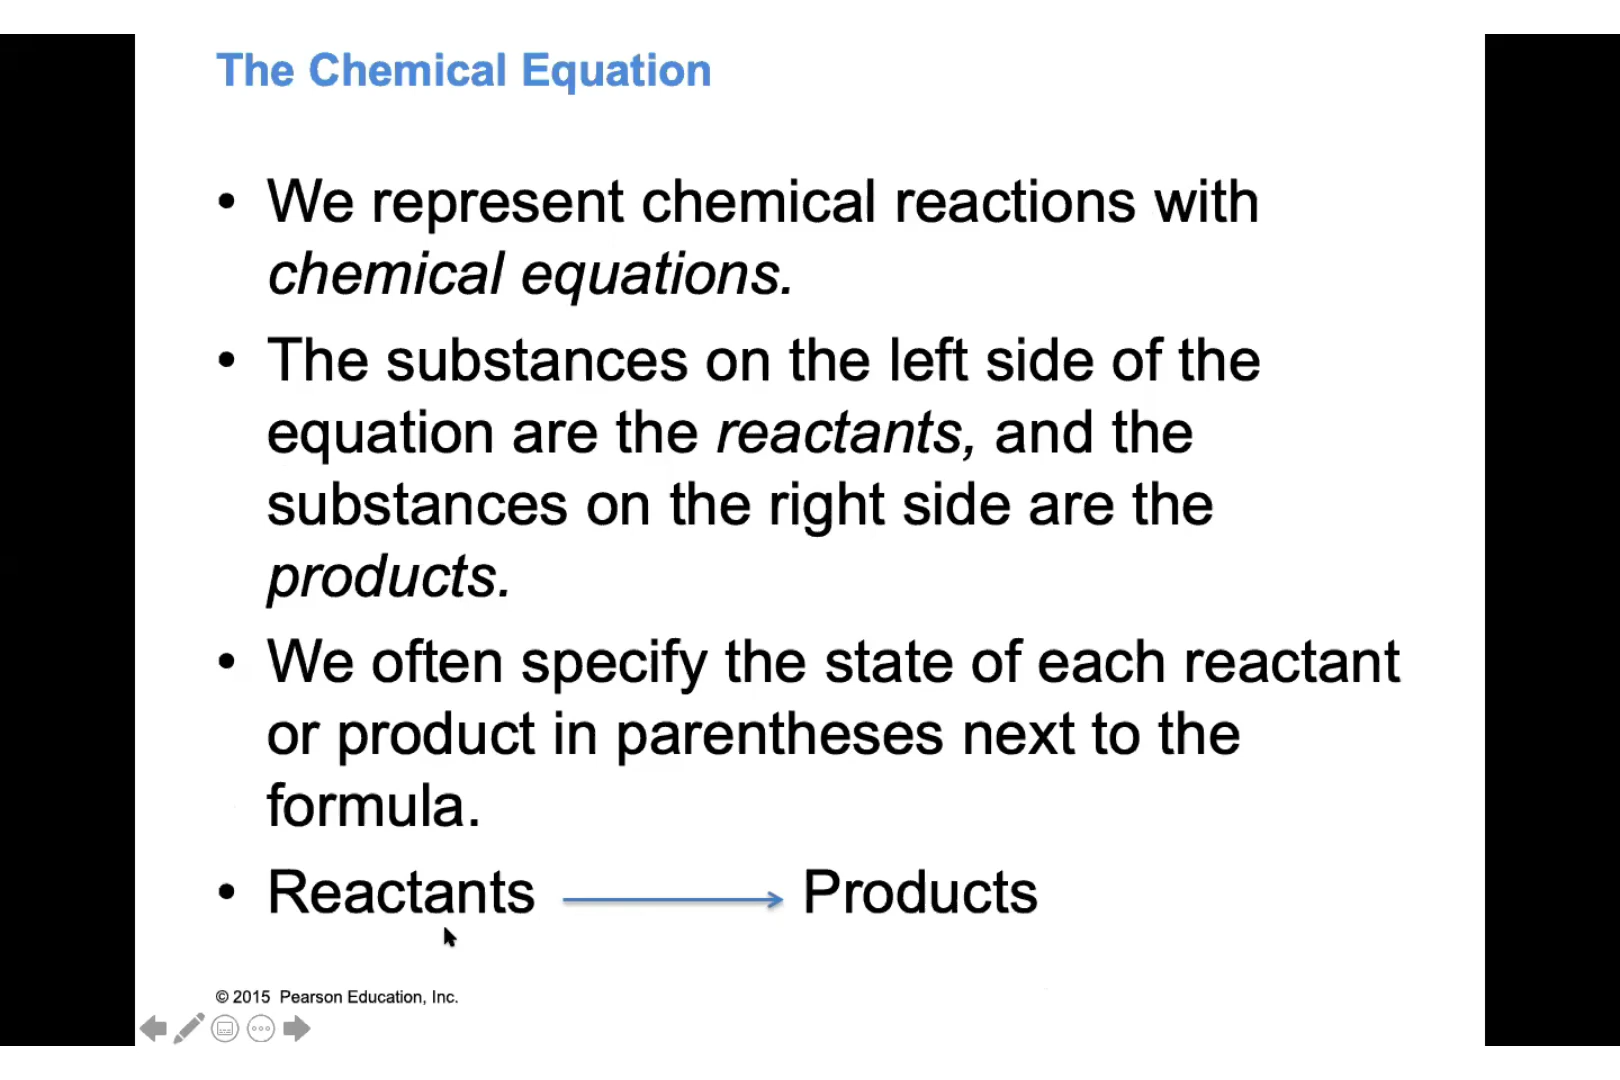 The Chemical Equation
• We represent chemical reactions with
chemical equations.
• The substances on the left side of the
equation are the reactants, and the
substances on the right side are the
products.
• We often specify the state of each reactant
or product in parentheses next to the
formula.
• Reactants → Products
© 2015 Pearson Education, Inc.